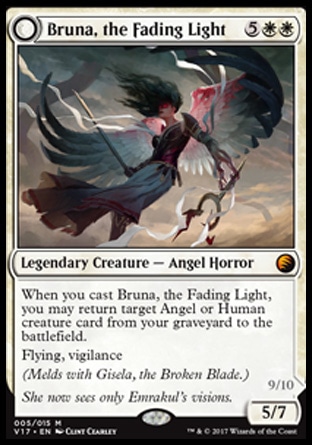 Bruna, the Fading Light 5
Legendary Creature — Angel Horror
When you cast Bruna, the Fading Light,
you may return target Angel or Human
creature card from your graveyard to the
battlefield.
Flying, vigilance
(Melds with Gisela, the Broken Blade.)
9/10
She now sees only Emrakul's visions.
5/7
005/015 M
V17 • EN CLINT CEARLEY
™ & © 2017 Wizards of the Coast